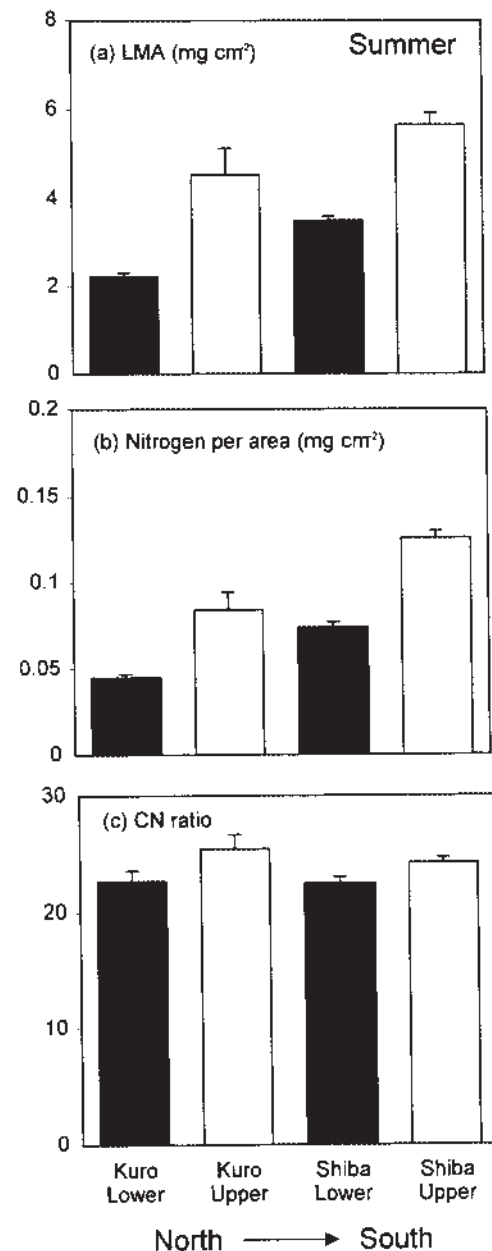 8
(a) LMA (mg cm²)
Summer
6
4
2
0
0.2
(b) Nitrogen per area (mg cm²)
0.15
0.1
0.05
0
30
(c) CN ratio
20
10
0
Kuro Kuro Shiba Shiba
Lower Upper Lower Upper
North South